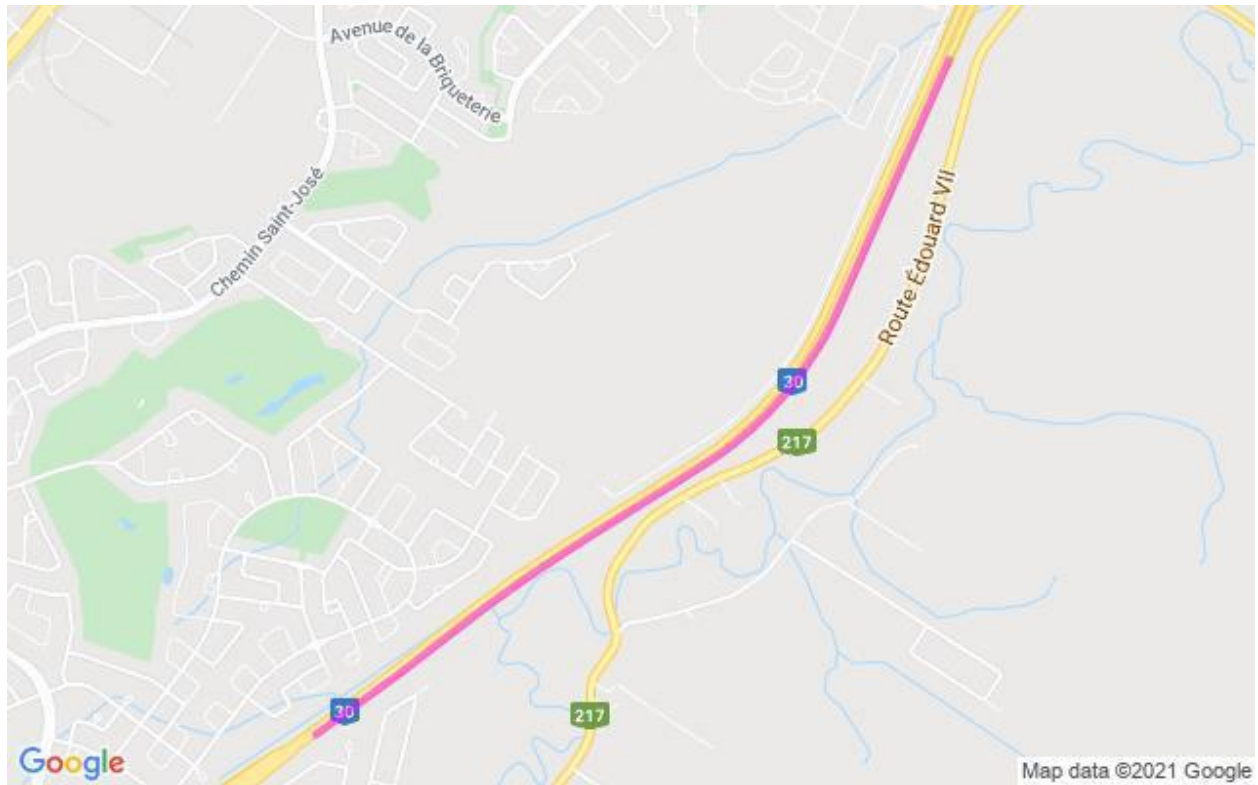 Avenue de la
Briqueterie
Chemin Saint-José
Route Édouard VII
30
217
30
217
Google
Map data ©2021 Google